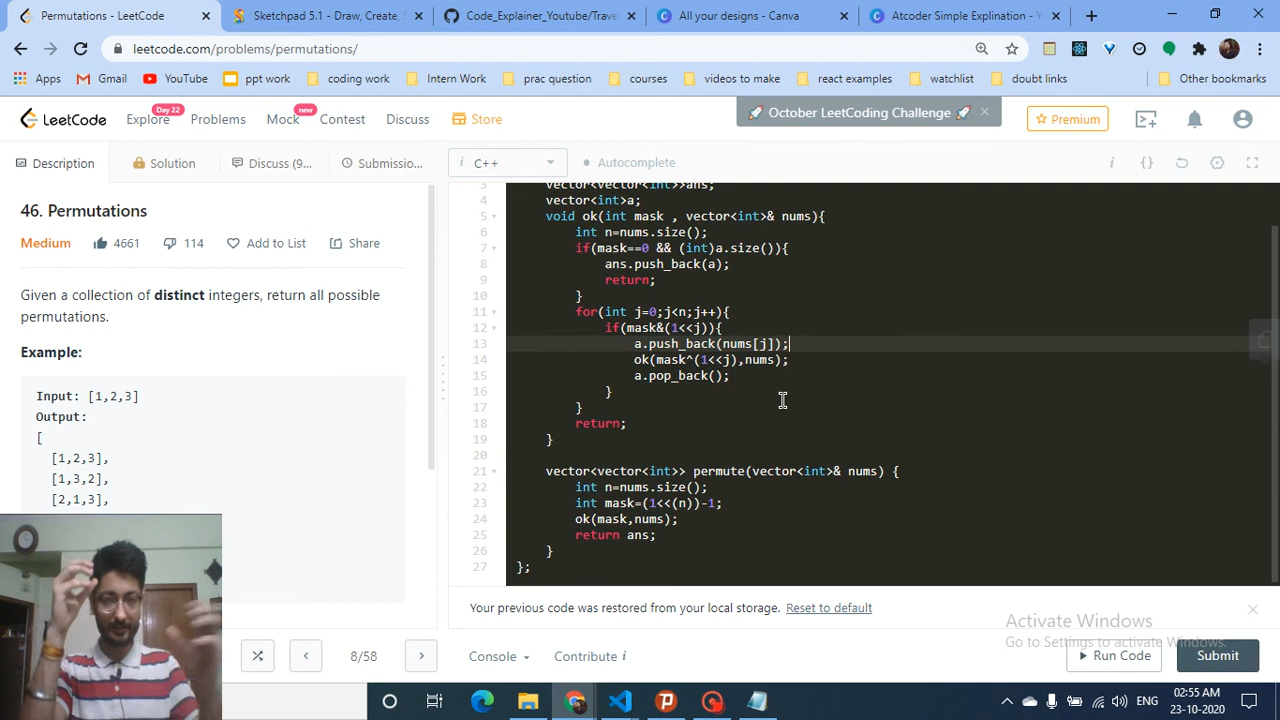 Permutations - LeetCode
Sketchpad 5.1 - Draw, Create,
Code_Explainer_Youtube/Trave
All your designs - Canva
Atcoder Simple Explination - Yo
leetcode.com/problems/permutations/
Apps
Gmail
YouTube
ppt work
coding work
Intern Work
prac question
courses
videos to make
react examples
watchlist
doubt links
Other bookmarks
LeetCode
Explore
Day 22
Problems
Mock
new
Contest
Discuss
Store
🚀 October LeetCoding Challenge 🚀
Premium
Description
Solution
Discuss (9...
Submissio...
C++
Autocomplete
46. Permutations
Medium
4661
114
Add to List
Share
Given a collection of distinct integers, return all possible
permutations.
Example:
Input: [1,2,3]
Output:
[
[1,2,3],
[1,3,2],
[2,1,3],
3 vector<vector<int>>ans;
4 vector<int>a;
5 void ok(int mask , vector<int>& nums){
6 int n=nums.size();
7 if(mask==0 && (int)a.size()){
8 ans.push_back(a);
9 return;
10 }
11 for(int j=0;j<n;j++){
12 if(mask&(1<<j)){
13 a.push_back(nums[j]);
14 ok(mask^(1<<j),nums);
15 a.pop_back();
16 }
17 }
18 return;
19 }
20
21 vector<vector<int>> permute(vector<int>& nums) {
22 int n=nums.size();
23 int mask=(1<<(n))-1;
24 ok(mask,nums);
25 return ans;
26 }
27 };
Your previous code was restored from your local storage. Reset to default
Activate Windows
Go to Settings to activate Windows.
8/58
Console
Contribute i
Run Code
Submit
ENG
02:55 AM
23-10-2020